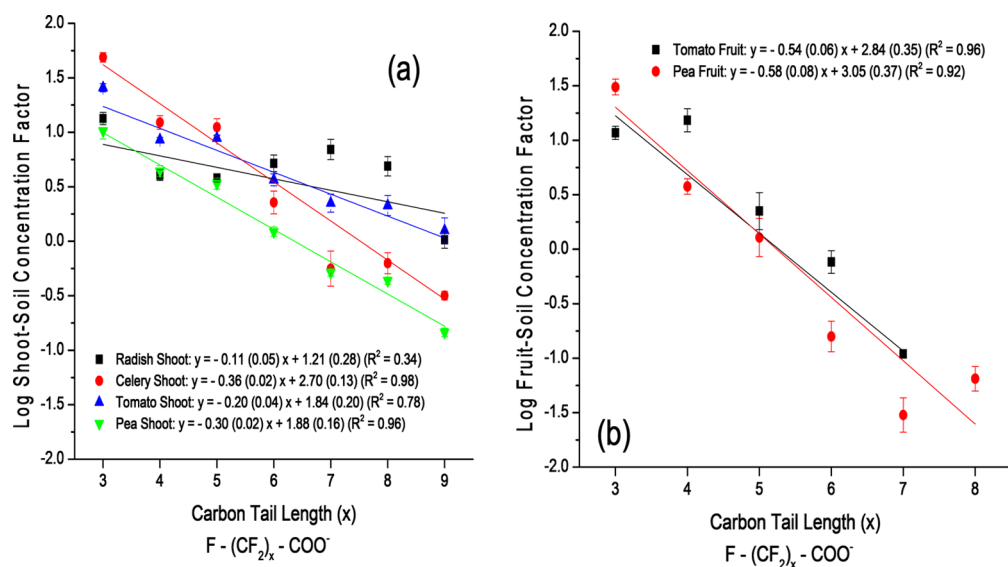 (a)
Log Shoot-Soil Concentration Factor
2.0
1.5
1.0
0.5
0.0
-0.5
-1.0
-1.5
-2.0
Radish Shoot: y = - 0.11 (0.05) x + 1.21 (0.28) (R² = 0.34)
Celery Shoot: y = - 0.36 (0.02) x + 2.70 (0.13) (R² = 0.98)
Tomato Shoot: y = - 0.20 (0.04) x + 1.84 (0.20) (R² = 0.78)
Pea Shoot: y = - 0.30 (0.02) x + 1.88 (0.16) (R² = 0.96)
3 4 5 6 7 8 9
Carbon Tail Length (x)
F - (CF₂)ₓ - COO⁻
Log Fruit-Soil Concentration Factor
2.0
1.5
1.0
0.5
0.0
-0.5
-1.0
-1.5
-2.0
Tomato Fruit: y = - 0.54 (0.06) x + 2.84 (0.35) (R² = 0.96)
Pea Fruit: y = - 0.58 (0.08) x + 3.05 (0.37) (R² = 0.92)
(b)
3 4 5 6 7 8
Carbon Tail Length (x)
F - (CF₂)ₓ - COO⁻